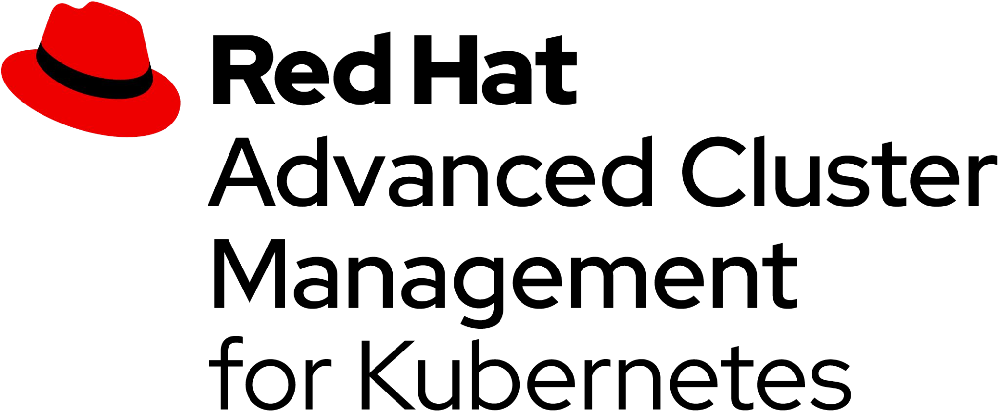 Red Hat
Advanced Cluster
Management
for Kubernetes